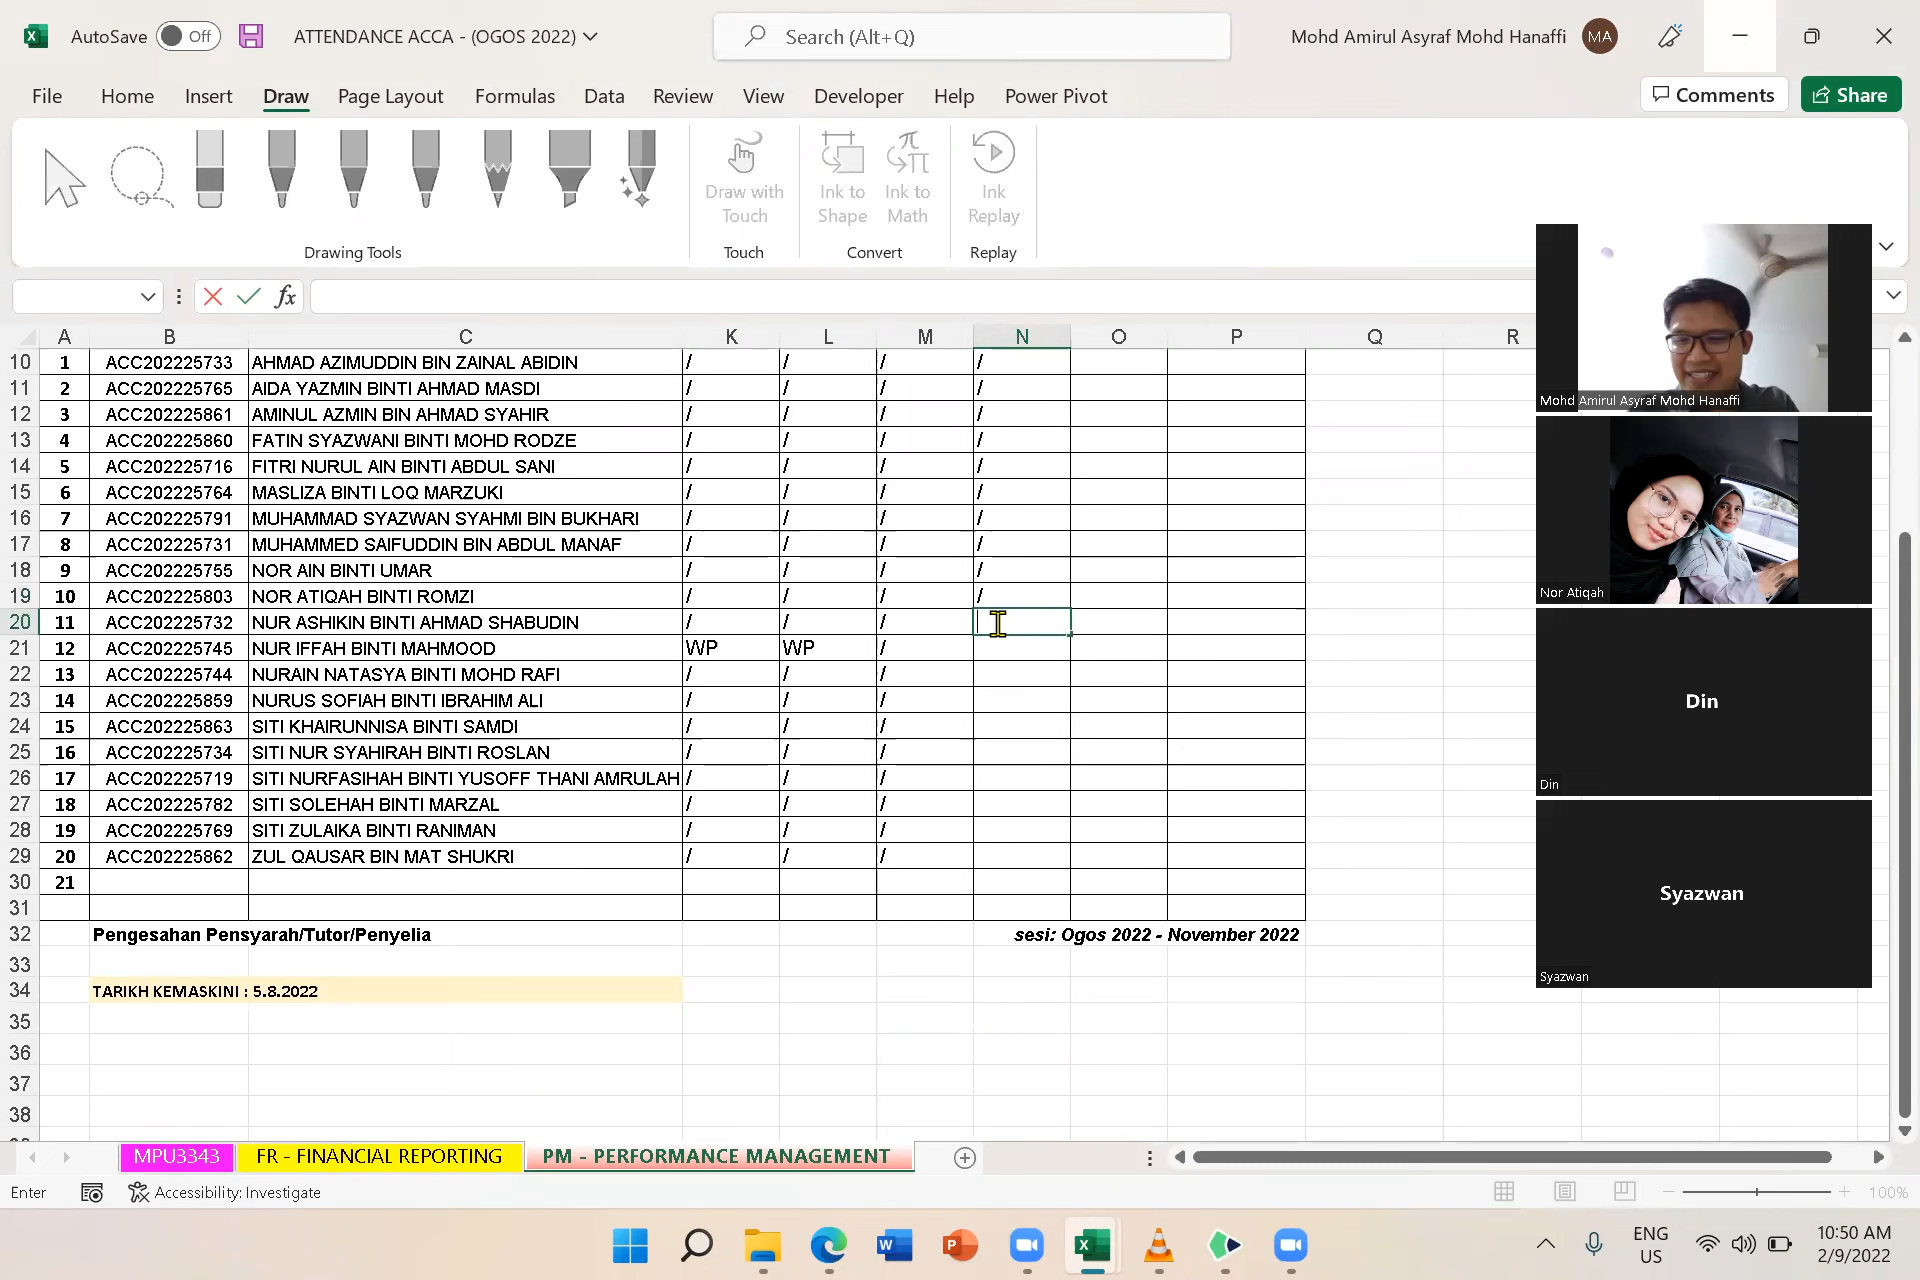 AutoSave Off ATTENDANCE ACCA - (OGOS 2022) Search (Alt+Q) Mohd Amirul Asyraf Mohd Hanaffi MA
File Home Insert Draw Page Layout Formulas Data Review View Developer Help Power Pivot Comments Share
Draw with Touch
Ink to Shape
Ink to Math
Ink Replay
Drawing Tools Touch Convert Replay
fx
A B C K L M N O P Q R
10 1 ACC202225733 AHMAD AZIMUDDIN BIN ZAINAL ABIDIN / / / /
11 2 ACC202225765 AIDA YAZMIN BINTI AHMAD MASDI / / / /
12 3 ACC202225861 AMINUL AZMIN BIN AHMAD SYAHIR / / / /
13 4 ACC202225860 FATIN SYAZWANI BINTI MOHD RODZE / / / /
14 5 ACC202225716 FITRI NURUL AIN BINTI ABDUL SANI / / / /
15 6 ACC202225764 MASLIZA BINTI LOQ MARZUKI / / / /
16 7 ACC202225791 MUHAMMAD SYAZWAN SYAHMI BIN BUKHARI / / / /
17 8 ACC202225731 MUHAMMED SAIFUDDIN BIN ABDUL MANAF / / / /
18 9 ACC202225755 NOR AIN BINTI UMAR / / / /
19 10 ACC202225803 NOR ATIQAH BINTI ROMZI / / / /
20 11 ACC202225732 NUR ASHIKIN BINTI AHMAD SHABUDIN / / /
21 12 ACC202225745 NUR IFFAH BINTI MAHMOOD WP WP /
22 13 ACC202225744 NURAIN NATASYA BINTI MOHD RAFI / / /
23 14 ACC202225859 NURUS SOFIAH BINTI IBRAHIM ALI / / /
24 15 ACC202225863 SITI KHAIRUNNISA BINTI SAMDI / / /
25 16 ACC202225734 SITI NUR SYAHIRAH BINTI ROSLAN / / /
26 17 ACC202225719 SITI NURFASIHAH BINTI YUSOFF THANI AMRULAH / / /
27 18 ACC202225782 SITI SOLEHAH BINTI MARZAL / / /
28 19 ACC202225769 SITI ZULAIKA BINTI RANIMAN / / /
29 20 ACC202225862 ZUL QAUSAR BIN MAT SHUKRI / / /
30 21
31
32 Pengesahan Pensyarah/Tutor/Penyelia sesi: Ogos 2022 - November 2022
33
34 TARIKH KEMASKINI : 5.8.2022
35
36
37
38
Mohd Amirul Asyraf Mohd Hanaffi
Nor Atiqah
Din
Din
Syazwan
Syazwan
MPU3343 FR - FINANCIAL REPORTING PM - PERFORMANCE MANAGEMENT
Enter Accessibility: Investigate 100%
ENG
US
10:50 AM
2/9/2022